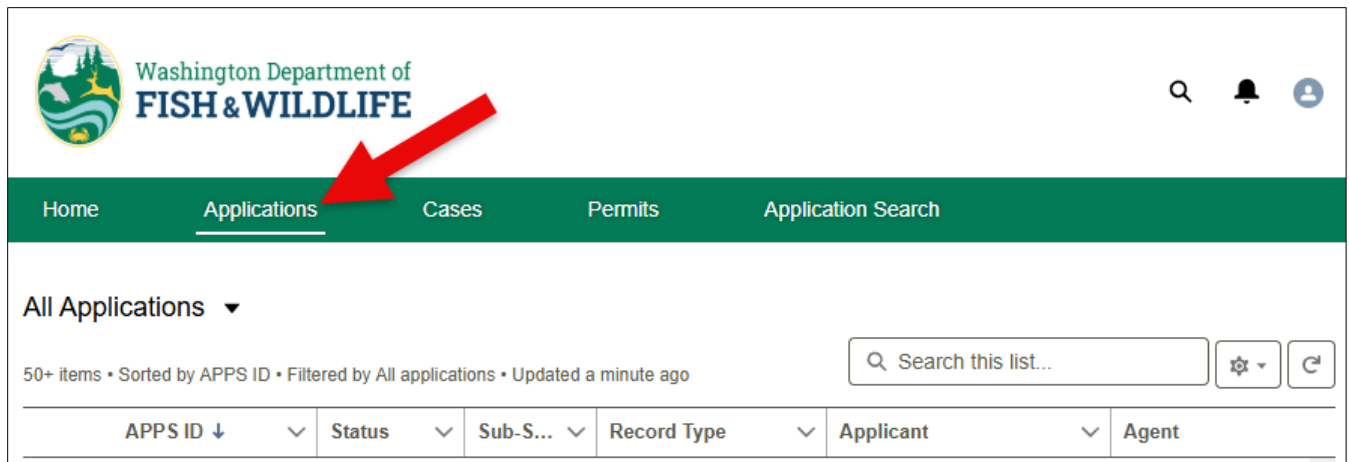 Washington Department of
FISH & WILDLIFE
Home Applications Cases Permits Application Search
All Applications
50+ items • Sorted by APPS ID • Filtered by All applications • Updated a minute ago
Search this list...
APPS ID Status Sub-S... Record Type Applicant Agent